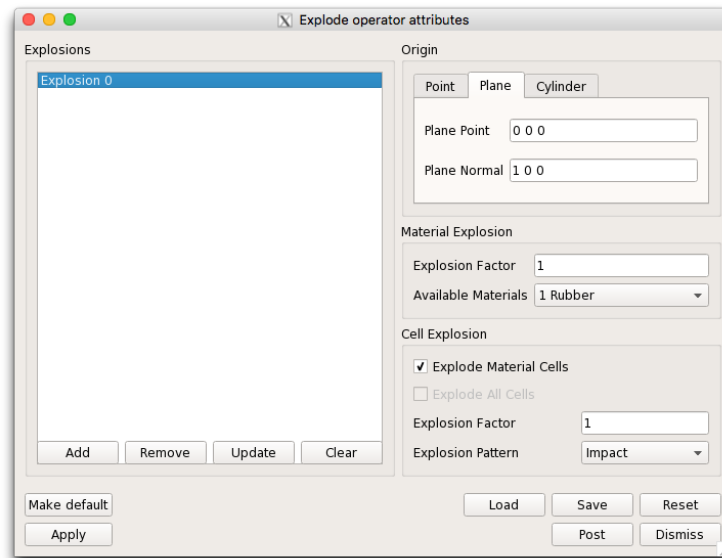 Explode operator attributes
Explosions
Explosion 0
Add Remove Update Clear
Origin
Point Plane Cylinder
Plane Point 0 0 0
Plane Normal 1 0 0
Material Explosion
Explosion Factor 1
Available Materials 1 Rubber
Cell Explosion
Explode Material Cells
Explode All Cells
Explosion Factor 1
Explosion Pattern Impact
Make default Load Save Reset
Apply Post Dismiss